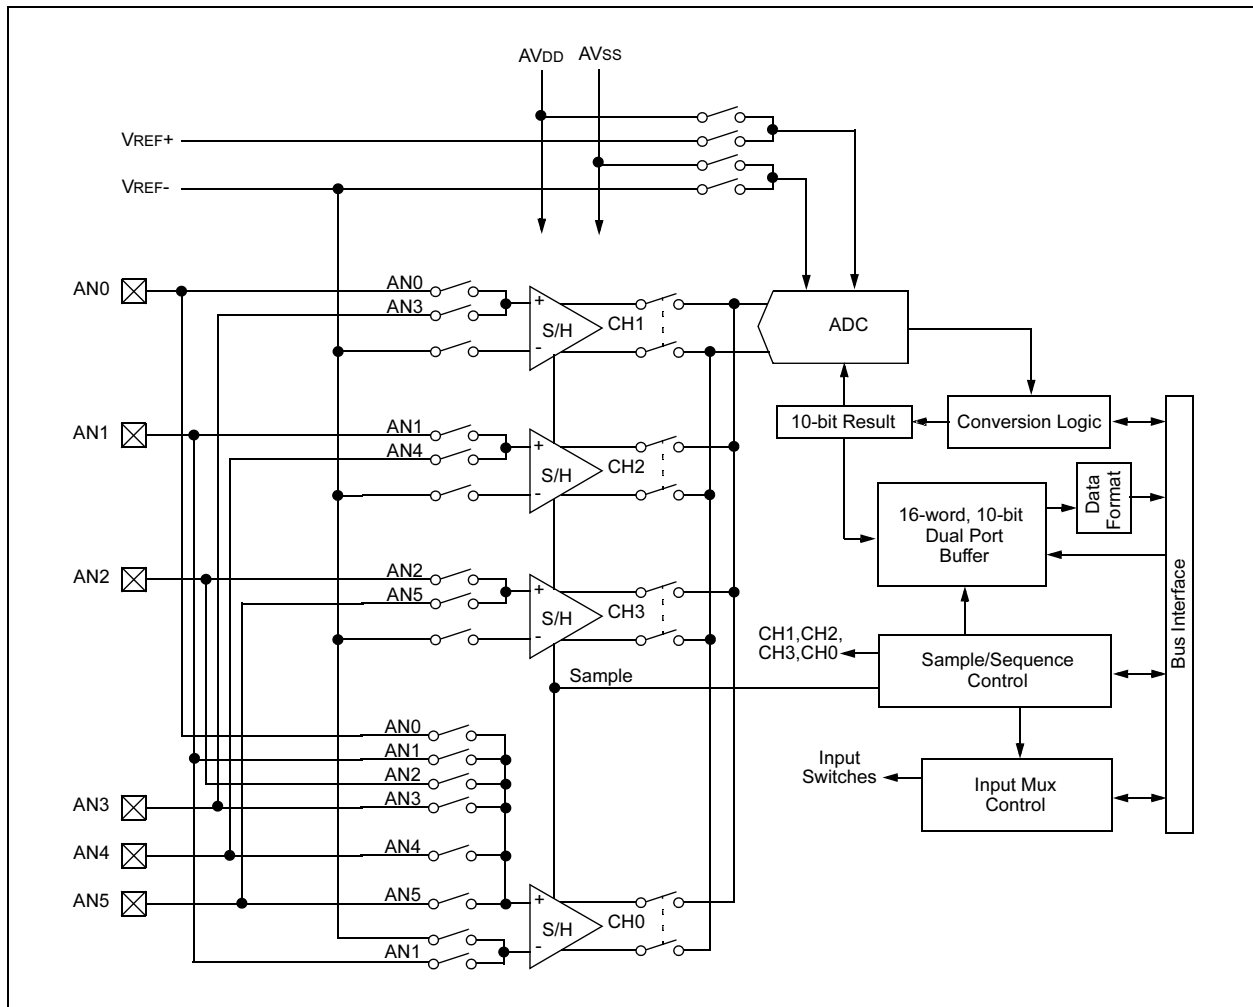 AVDD
AVSS
VREF+
VREF-
AN0
AN0
AN3
+
-
S/H
CH1
ADC
10-bit Result
Conversion Logic
AN1
AN1
AN4
+
-
S/H
CH2
16-word, 10-bit
Dual Port
Buffer
Data
Format
Bus Interface
AN2
AN2
AN5
+
-
S/H
CH3
CH1,CH2,
CH3,CH0
Sample/Sequence
Control
Sample
Input
Switches
Input Mux
Control
AN0
AN1
AN2
AN3
AN3
AN4
AN4
AN5
AN5
+
-
S/H
CH0
AN1